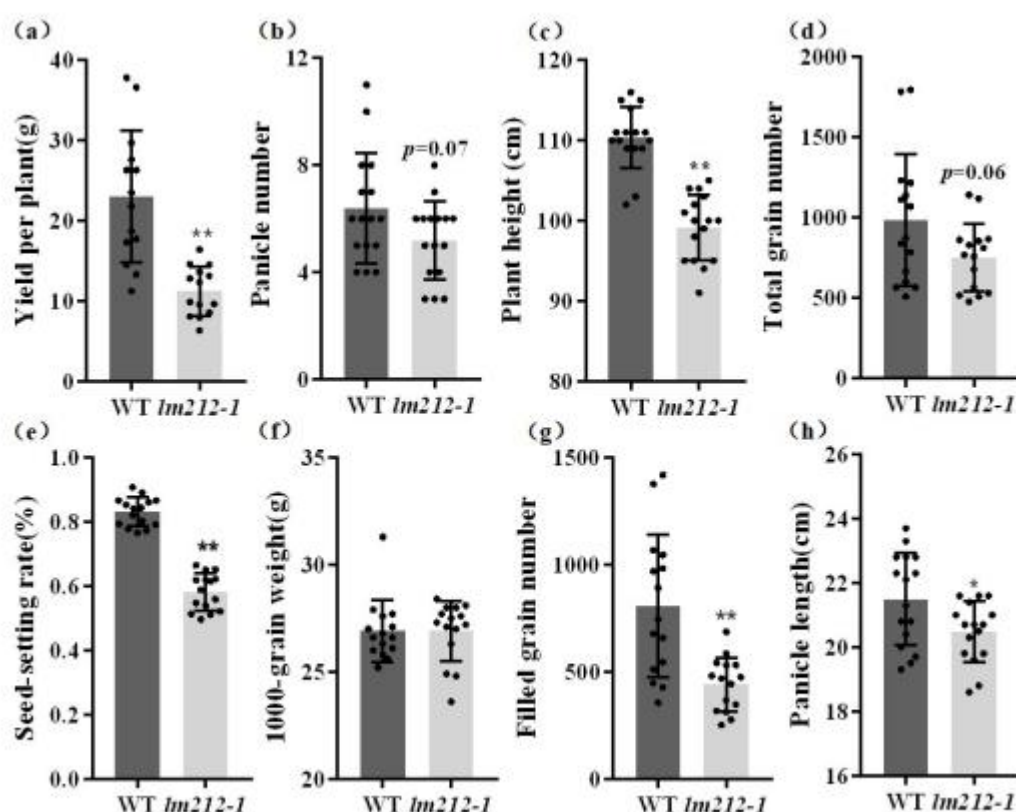 (a)
Yield per plant(g)
40
30
20
10
0
**
WT lm212-1
(b)
Panicle number
12
8
4
0
p=0.07
WT lm212-1
(c)
Plant height (cm)
120
110
100
90
80
**
WT lm212-1
(d)
Total grain number
2000
1500
1000
500
0
p=0.06
WT lm212-1
(e)
Seed-seting rate(%)
1.0
0.8
0.6
0.4
0.2
0.0
**
WT lm212-1
(f)
1000-grain weight(g)
35
30
25
20
WT lm212-1
(g)
Filled grain number
1500
1000
500
0
**
WT lm212-1
(h)
Panicle length(cm)
26
24
22
20
18
16
*
WT lm212-1